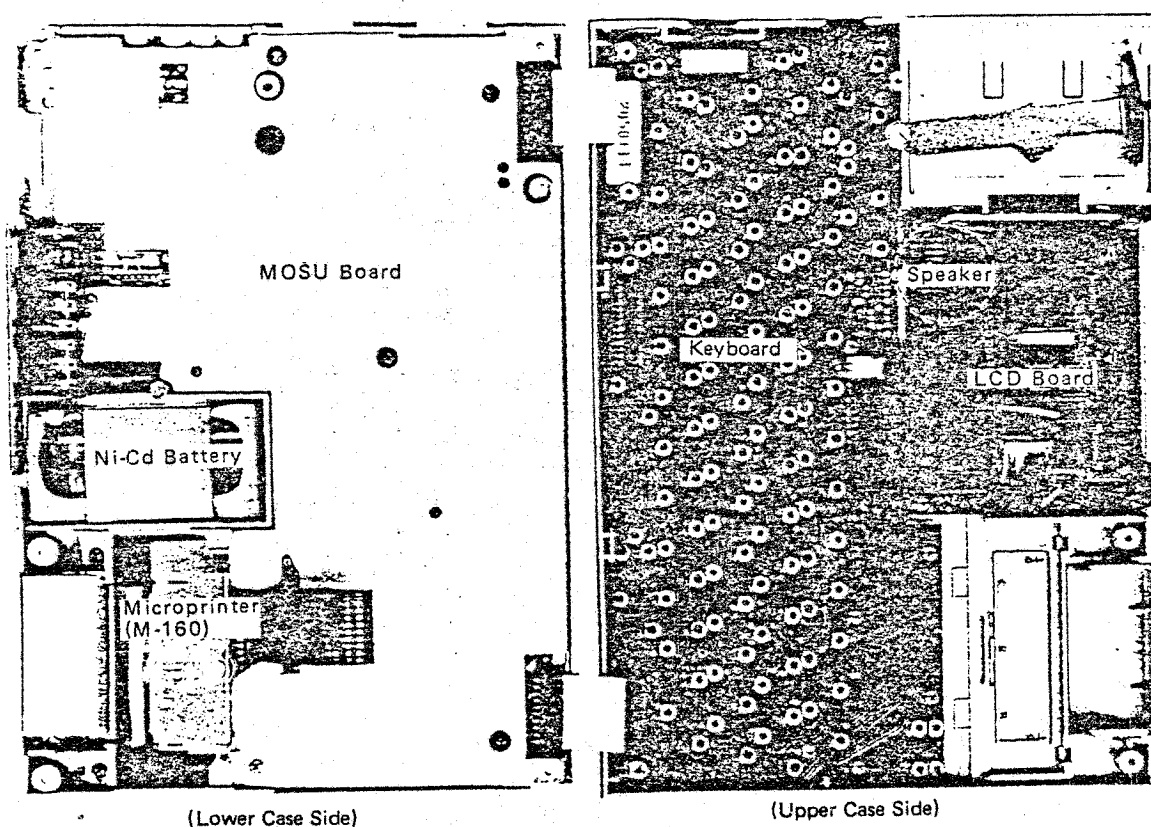 MOSU Board
Speaker
Keyboard
LCD Board
Ni-Cd Battery
Microprinter
(M-160)
(Lower Case Side)
(Upper Case Side)